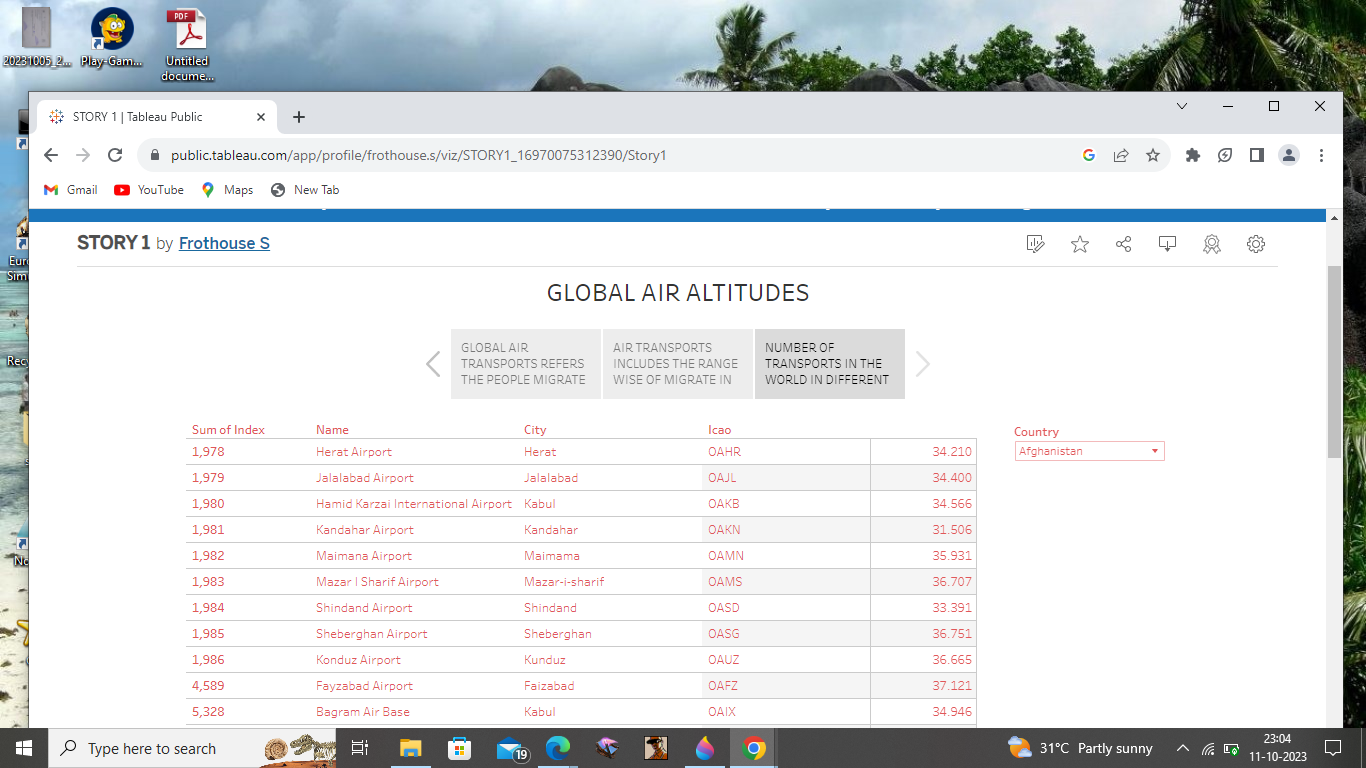 20231005_2...
Play-Gam...
PDF
Untitled
docume...
STORY 1 | Tableau Public
public.tableau.com/app/profile/frothouse.s/viz/STORY1_16970075312390/Story1
Gmail
YouTube
Maps
New Tab
STORY 1 by Frothouse S
GLOBAL AIR ALTITUDES
GLOBAL AIR
TRANSPORTS REFERS
THE PEOPLE MIGRATE
AIR TRANSPORTS
INCLUDES THE RANGE
WISE OF MIGRATE IN
NUMBER OF
TRANSPORTS IN THE
WORLD IN DIFFERENT
Sum of Index Name City Icao
1,978 Herat Airport Herat OAHR 34.210
1,979 Jalalabad Airport Jalalabad OAJL 34.400
1,980 Hamid Karzai International Airport Kabul OAKB 34.566
1,981 Kandahar Airport Kandahar OAKN 31.506
1,982 Maimana Airport Maimama OAMN 35.931
1,983 Mazar I Sharif Airport Mazar-i-sharif OAMS 36.707
1,984 Shindand Airport Shindand OASD 33.391
1,985 Sheberghan Airport Sheberghan OASG 36.751
1,986 Konduz Airport Kunduz OAUZ 36.665
4,589 Fayzabad Airport Faizabad OAFZ 37.121
5,328 Bagram Air Base Kabul OAIX 34.946
Country
Afghanistan
Euro
Sim
Rec
No
Type here to search
19
31°C Partly sunny
23:04
11-10-2023